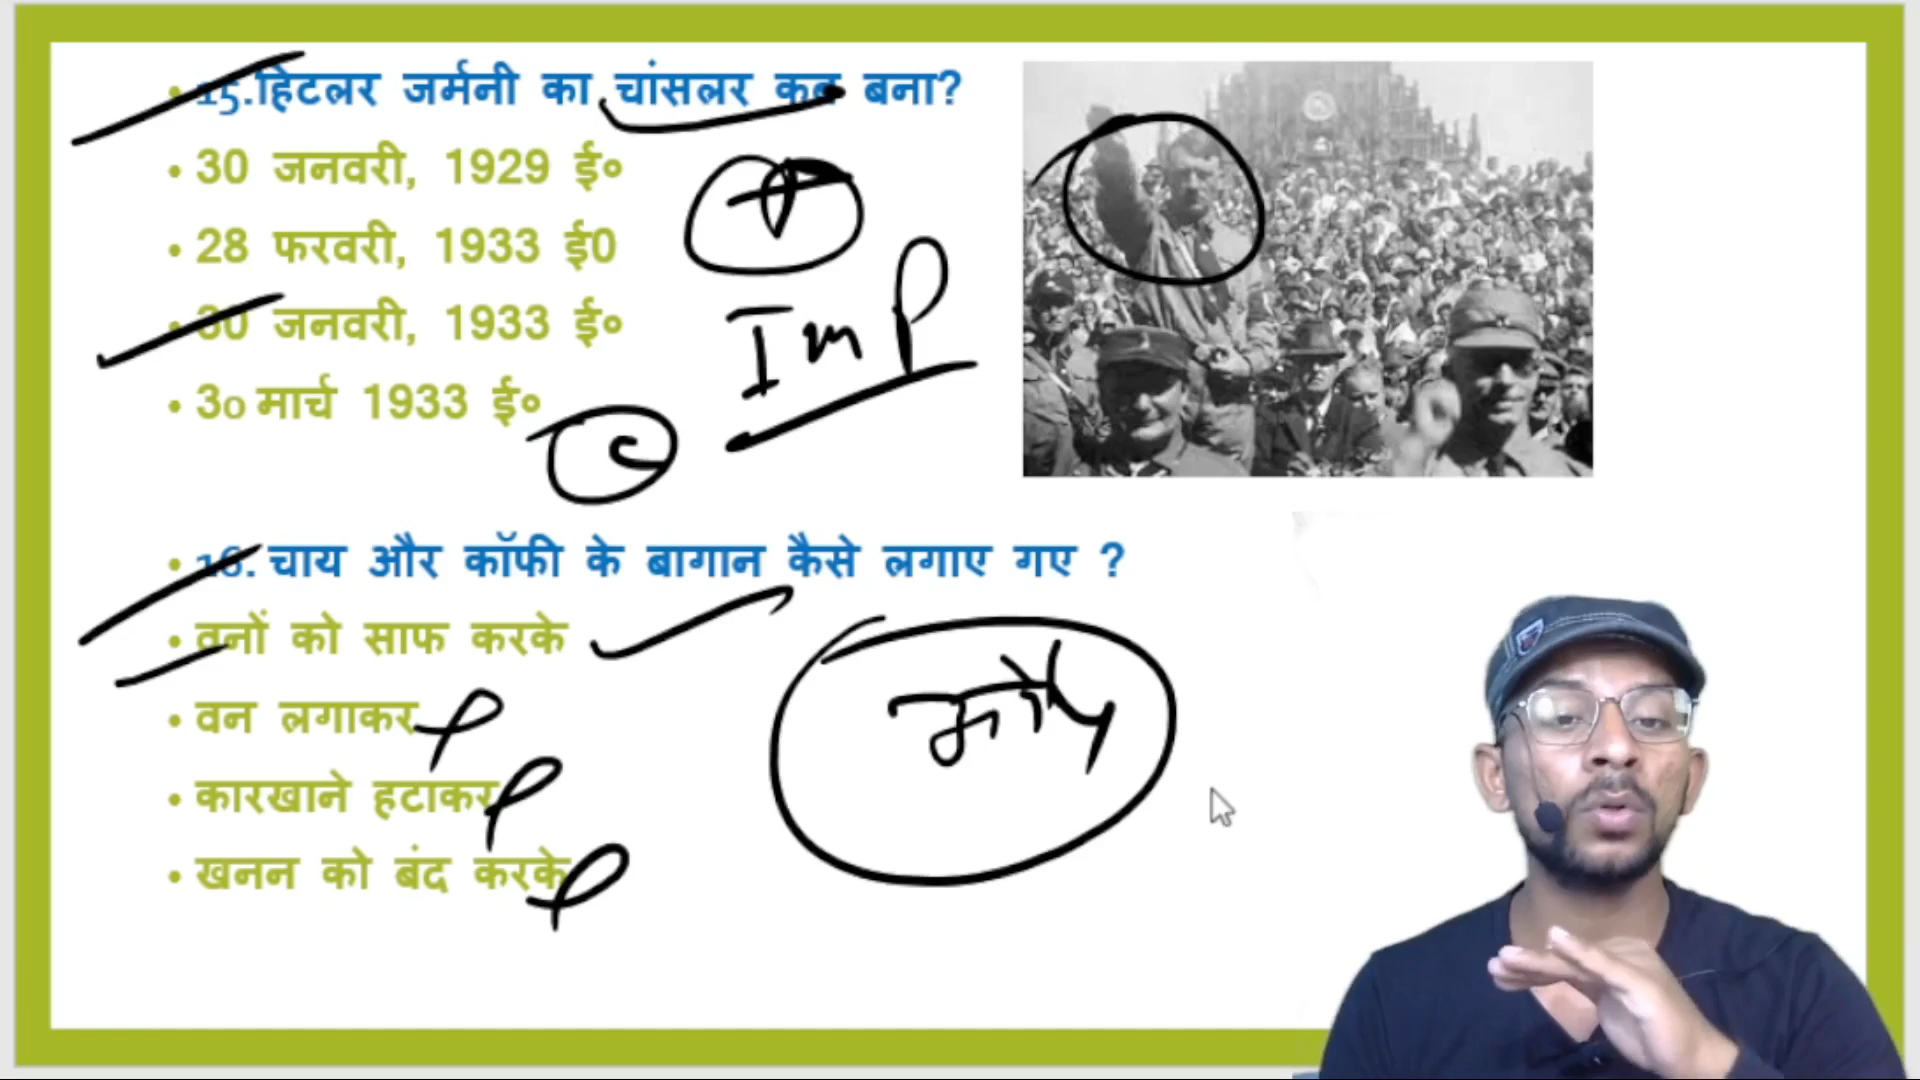 15.हिटलर जर्मनी का चांसलर कब बना?
30 जनवरी, 1929 ई०
28 फरवरी, 1933 ई0
30 जनवरी, 1933 ई०
Imp
30 मार्च 1933 ई०
C
16. चाय और कॉफी के बागान कैसे लगाए गए ?
वनों को साफ करके
वन लगाकर
कारखाने हटाकर
खनन को बंद करके